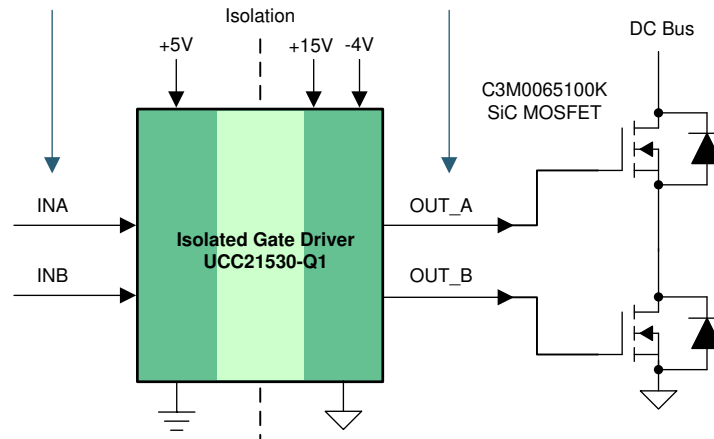 Isolation
+5V
+15V
-4V
DC Bus
C3M0065100K
SiC MOSFET
INA
OUT_A
Isolated Gate Driver
UCC21530-Q1
INB
OUT_B